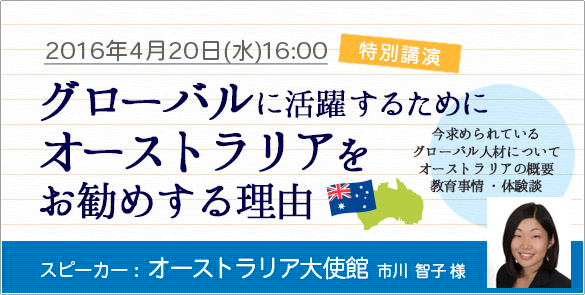 2016年4月20日(水)16:00
特別講演
グローバルに活躍するために
オーストラリアを
お勧めする理由
今求められている
グローバル人材について
オーストラリアの概要
教育事情・体験談
スピーカー：オーストラリア大使館 市川 智子 様